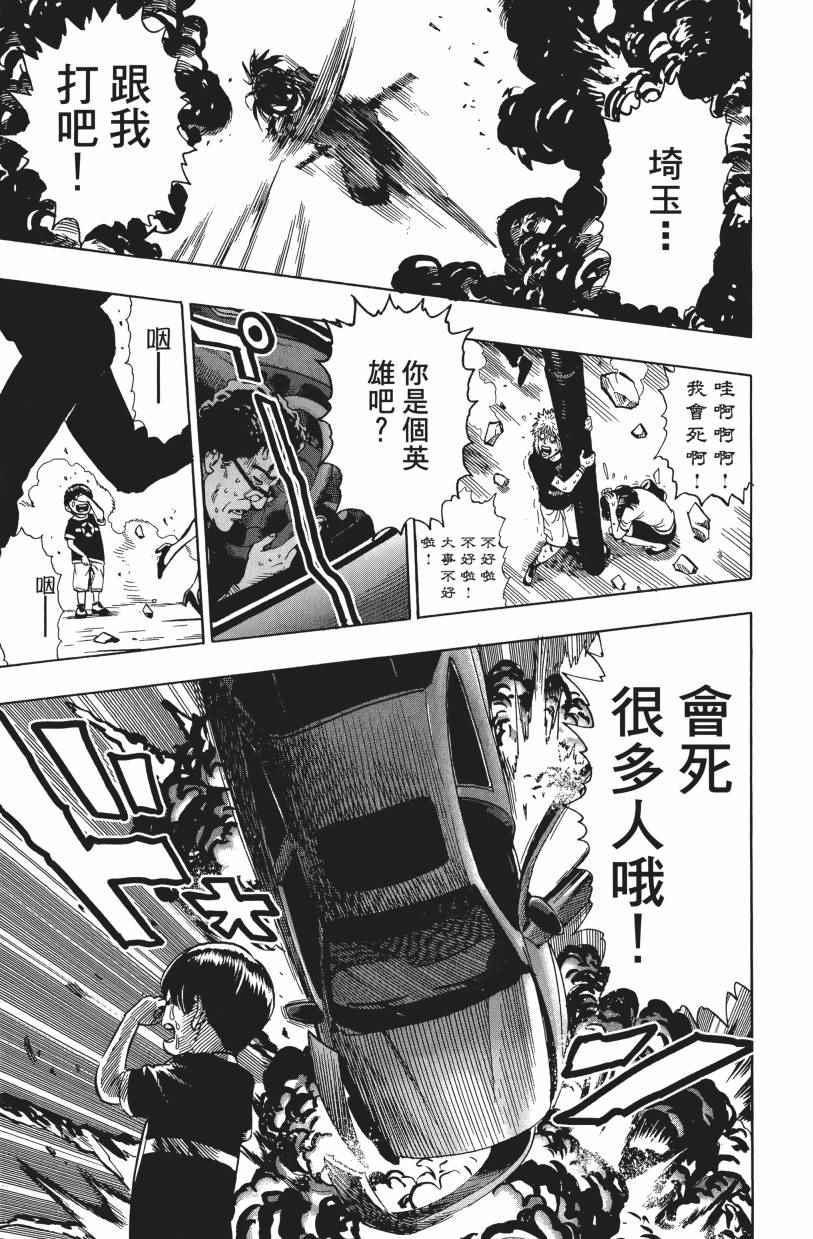 埼玉…
跟我
打吧！
哇啊啊啊！
我會死啊！
不好啦
不好啦！
大事不好
啦！
你是個英
雄吧？
咽—
咽—
會死
很多人哦！